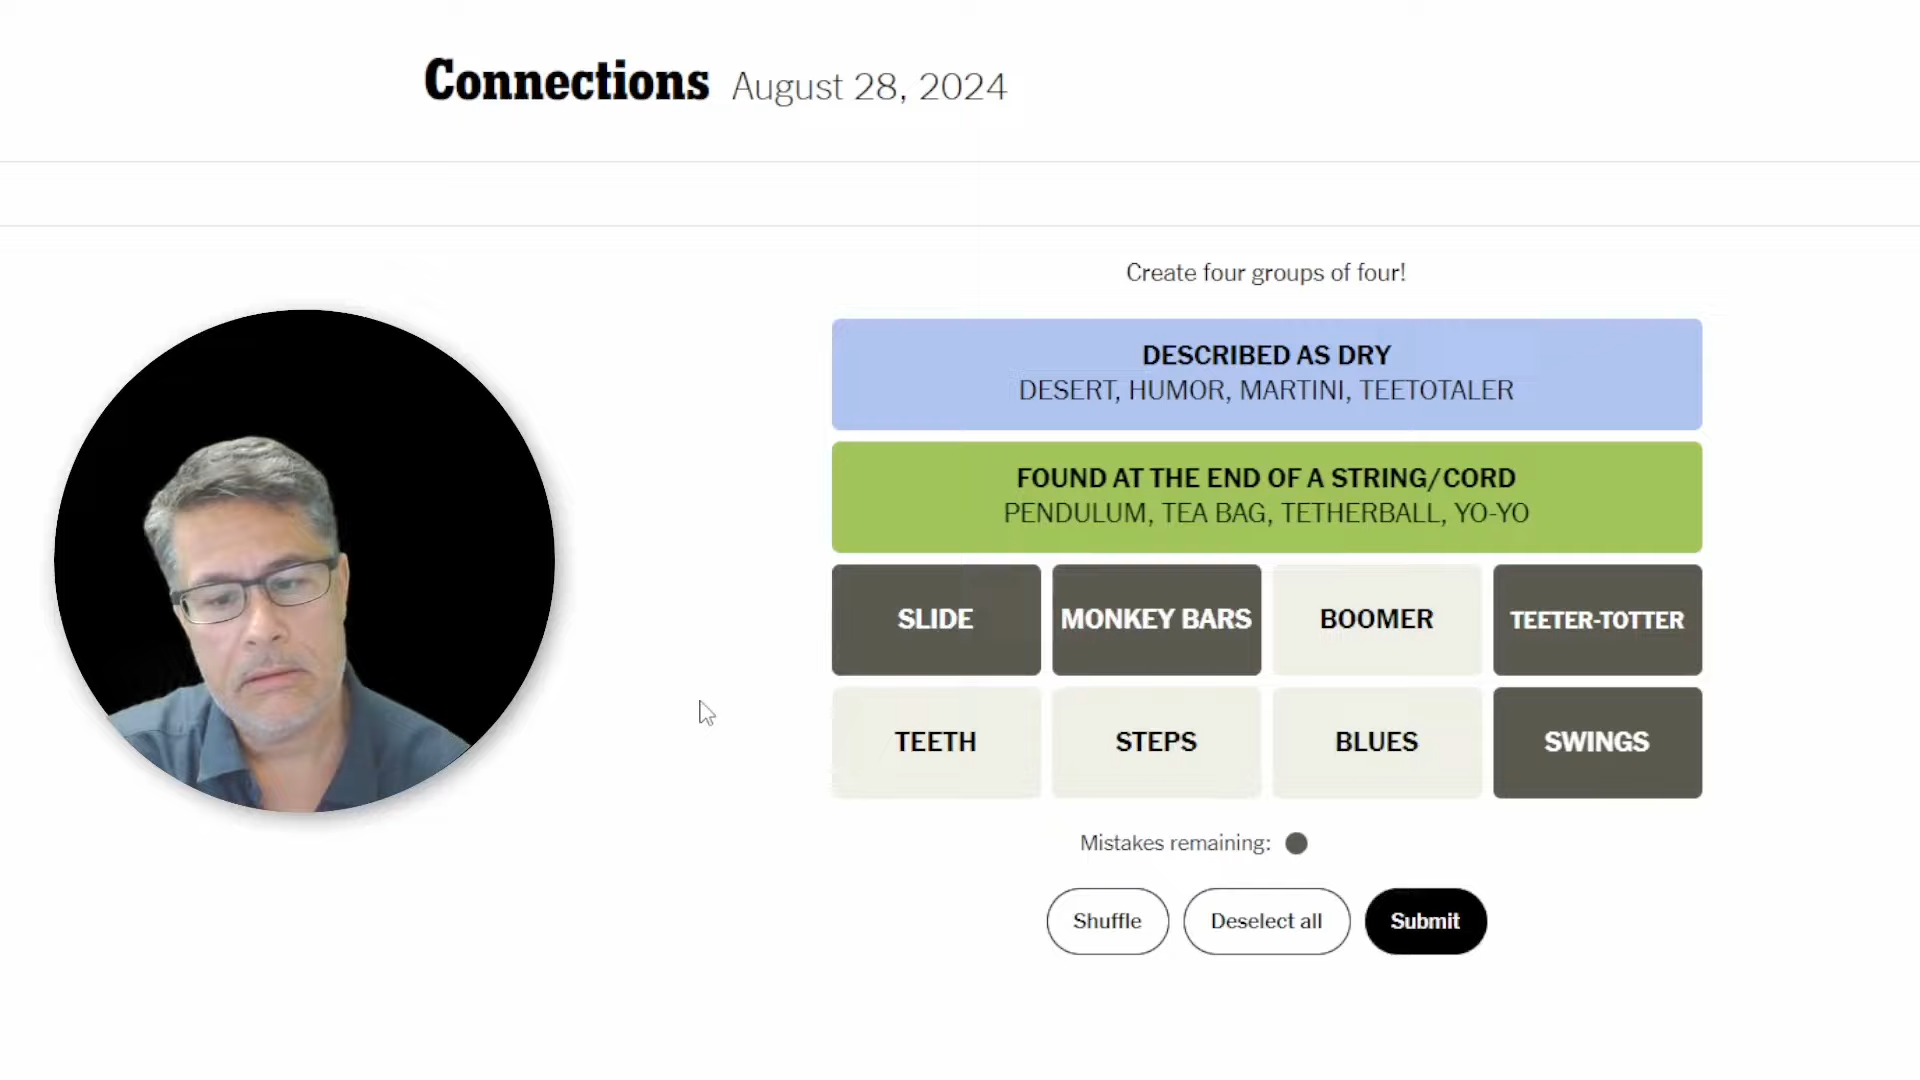 Connections August 28, 2024
Create four groups of four!
DESCRIBED AS DRY
DESERT, HUMOR, MARTINI, TEETOTALER
FOUND AT THE END OF A STRING/CORD
PENDULUM, TEA BAG, TETHERBALL, YO-YO
SLIDE MONKEY BARS BOOMER TEETER-TOTTER
TEETH STEPS BLUES SWINGS
Mistakes remaining:
Shuffle Deselect all Submit